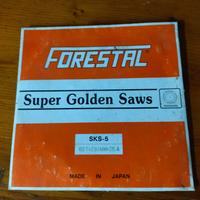 FORESTAL
Super Golden Saws
SKS-5
MADE IN JAPAN